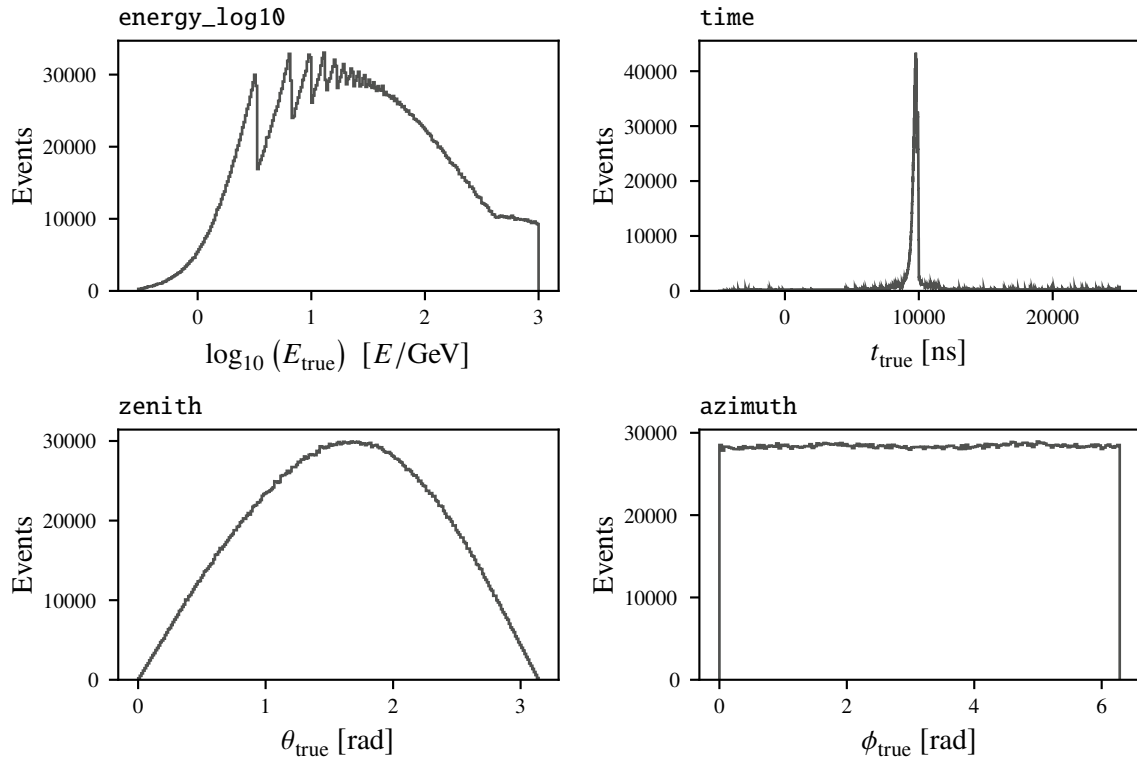 energy_log10
30000
20000
10000
0
Events
0 1 2 3
log10 (Etrue) [E/GeV]
time
40000
30000
20000
10000
0
Events
0 10000 20000
ttrue [ns]
zenith
30000
20000
10000
0
Events
0 1 2 3
θtrue [rad]
azimuth
30000
20000
10000
0
Events
0 2 4 6
ϕtrue [rad]